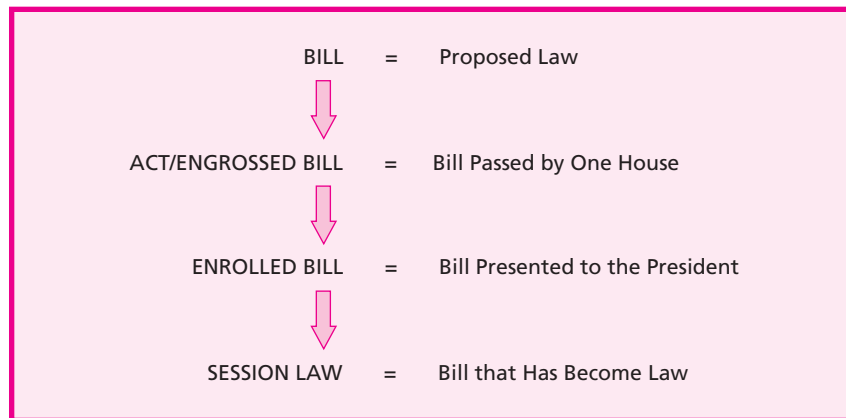 BILL = Proposed Law
ACT/ENGROSSED BILL = Bill Passed by One House
ENROLLED BILL = Bill Presented to the President
SESSION LAW = Bill that Has Become Law